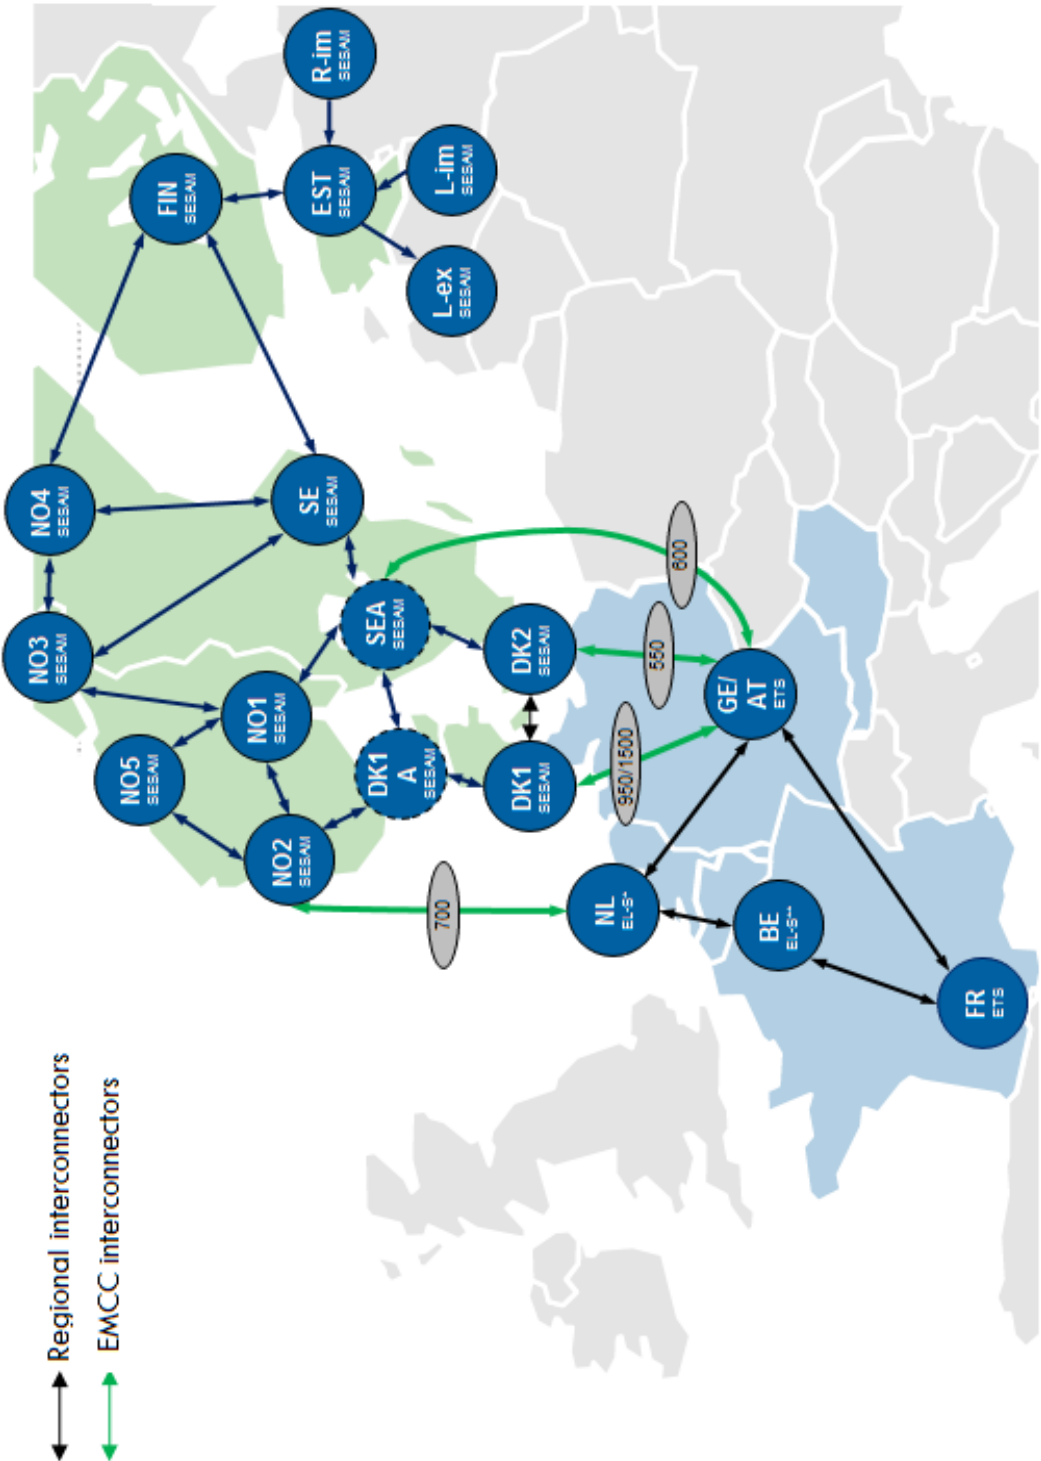 Regional interconnectors
EMCC interconnectors
NO4
SESAM
FIN
SESAM
NO3
SESAM
R-im
SESAM
EST
SESAM
L-im
SESAM
L-ex
SESAM
SE
SESAM
NO5
SESAM
NO1
SESAM
SEA
SESAM
NO2
SESAM
DK1
A
SESAM
DK1
SESAM
DK2
SESAM
700
950/1500
550
600
NL
EL-S*
GE/
AT
ETS
BE
EL-S**
FR
ETS